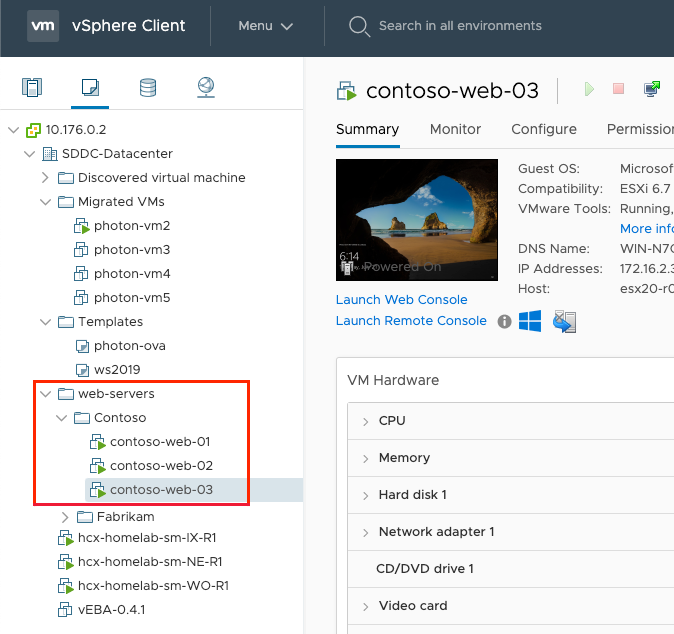 vm vSphere Client Menu Search in all environments
10.176.0.2
SDDC-Datacenter
Discovered virtual machine
Migrated VMs
photon-vm2
photon-vm3
photon-vm4
photon-vm5
Templates
photon-ova
ws2019
web-servers
Contoso
contoso-web-01
contoso-web-02
contoso-web-03
Fabrikam
hcx-homelab-sm-IX-R1
hcx-homelab-sm-NE-R1
hcx-homelab-sm-WO-R1
vEBA-0.4.1
contoso-web-03
Summary Monitor Configure Permission
6:14
Powered On
Guest OS: Microsof
Compatibility: ESXi 6.7
VMware Tools: Running,
More info
DNS Name: WIN-N7
IP Addresses: 172.16.2.
Host: esx20-r
Launch Web Console
Launch Remote Console
VM Hardware
CPU
Memory
Hard disk 1
Network adapter 1
CD/DVD drive 1
Video card